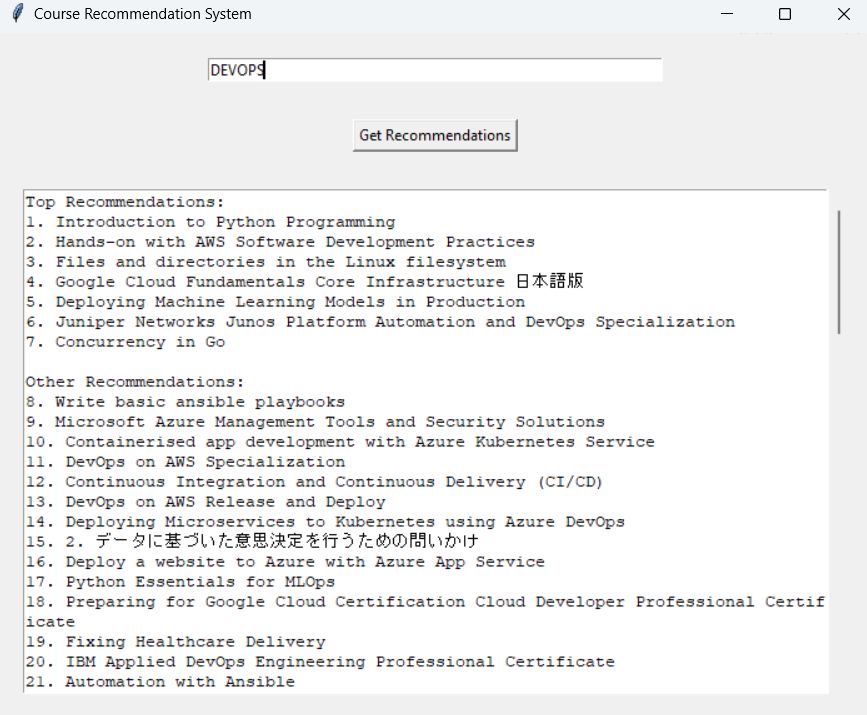 Course Recommendation System
DEVOPS
Get Recommendations
Top Recommendations:
1. Introduction to Python Programming
2. Hands-on with AWS Software Development Practices
3. Files and directories in the Linux filesystem
4. Google Cloud Fundamentals Core Infrastructure 日本語版
5. Deploying Machine Learning Models in Production
6. Juniper Networks Junos Platform Automation and DevOps Specialization
7. Concurrency in Go
Other Recommendations:
8. Write basic ansible playbooks
9. Microsoft Azure Management Tools and Security Solutions
10. Containerised app development with Azure Kubernetes Service
11. DevOps on AWS Specialization
12. Continuous Integration and Continuous Delivery (CI/CD)
13. DevOps on AWS Release and Deploy
14. Deploying Microservices to Kubernetes using Azure DevOps
15. 2. データに基づいた意思決定を行うための問いかけ
16. Deploy a website to Azure with Azure App Service
17. Python Essentials for MLOps
18. Preparing for Google Cloud Certification Cloud Developer Professional Certif
icate
19. Fixing Healthcare Delivery
20. IBM Applied DevOps Engineering Professional Certificate
21. Automation with Ansible